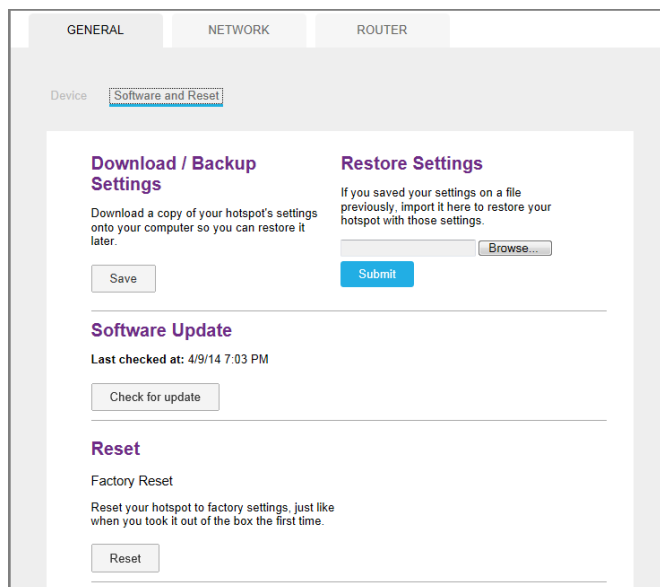 GENERAL NETWORK ROUTER
Device Software and Reset
Download / Backup
Settings
Download a copy of your hotspot's settings
onto your computer so you can restore it
later.
Save
Restore Settings
If you saved your settings on a file
previously, import it here to restore your
hotspot with those settings.
Browse...
Submit
Software Update
Last checked at: 4/9/14 7:03 PM
Check for update
Reset
Factory Reset
Reset your hotspot to factory settings, just like
when you took it out of the box the first time.
Reset